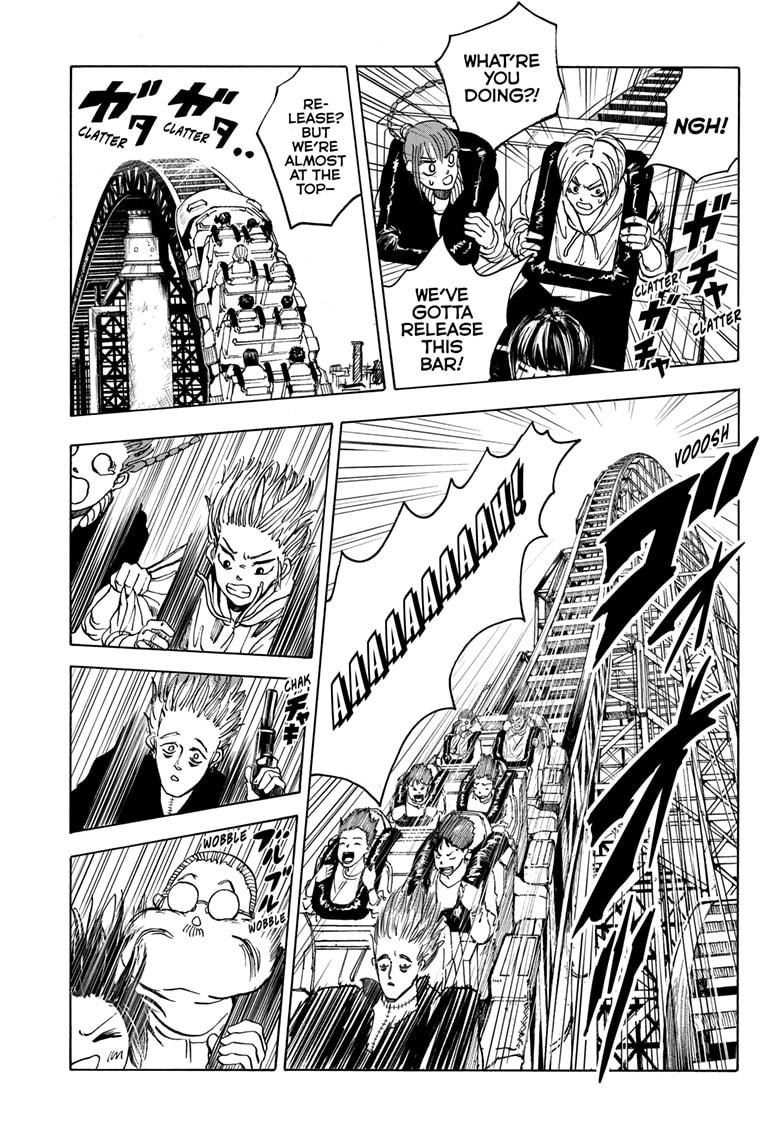 WHAT'RE
YOU
DOING?!
NGH!
ガーチャ
CLATTER
ガチャ
CLATTER
WE'VE
GOTTA
RELEASE
THIS
BAR!
RE-
LEASE?
BUT
WE'RE
ALMOST
AT THE
TOP—
ガタ
CLATTER
ガタ..
CLATTER
VOOOSH
ゴオオオ
AAAAAAAAAAH!
CHAK
チャキ
WOBBLE
ブルブル
WOBBLE